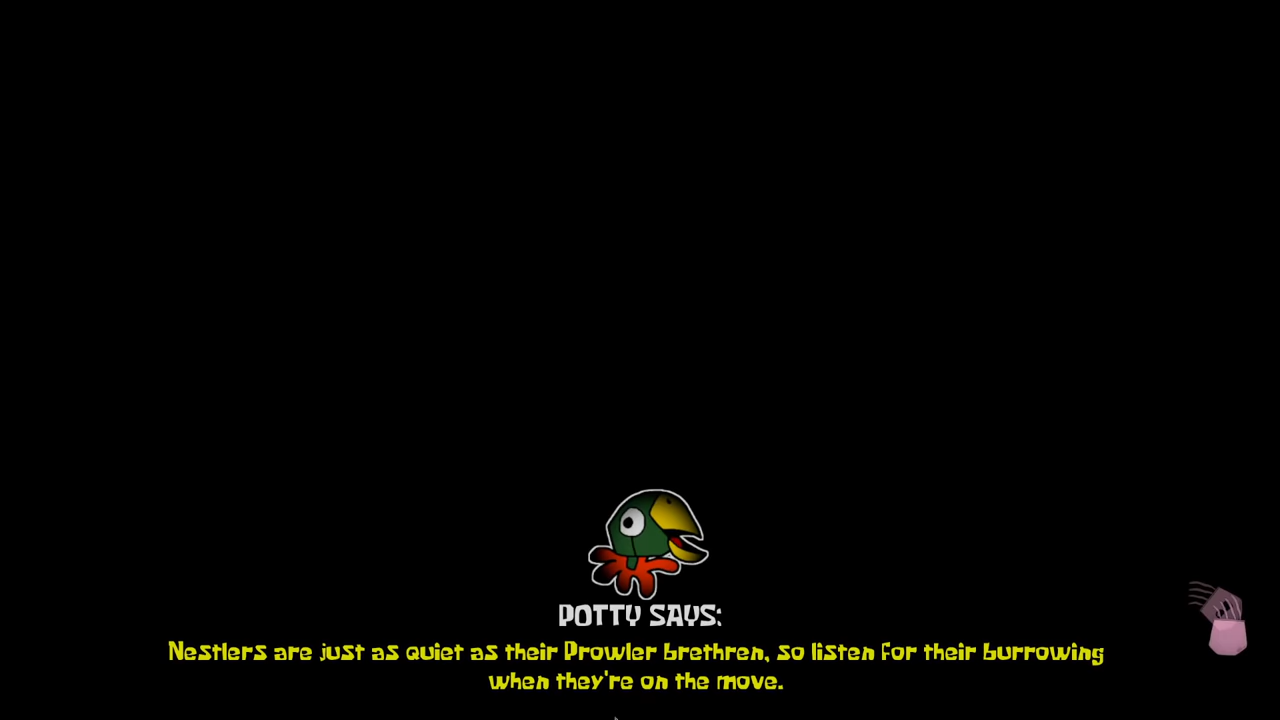 POTTY SAYS:
Nestlers are just as quiet as their Prowler brethren, so listen for their burrowing
when they're on the move.